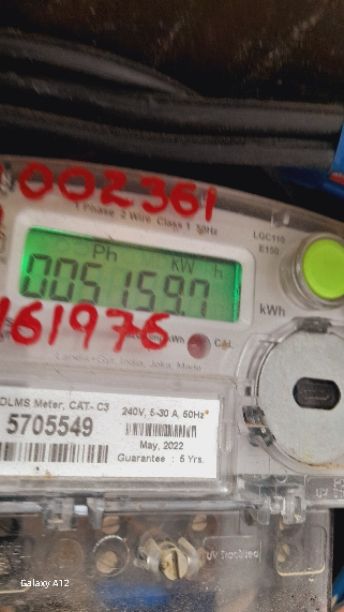 002361
1 Phase 2 Wire Class 1 50Hz
LGC110
E150
Ph KW h
005159.7
kWh
161976
kWh CAL
Landis+Gyr, India, Joka, Made
DLMS Meter, CAT- C3
5705549
240V, 5-30 A, 50Hz*
May, 2022
Guarantee : 5 Yrs.
Galaxy A12